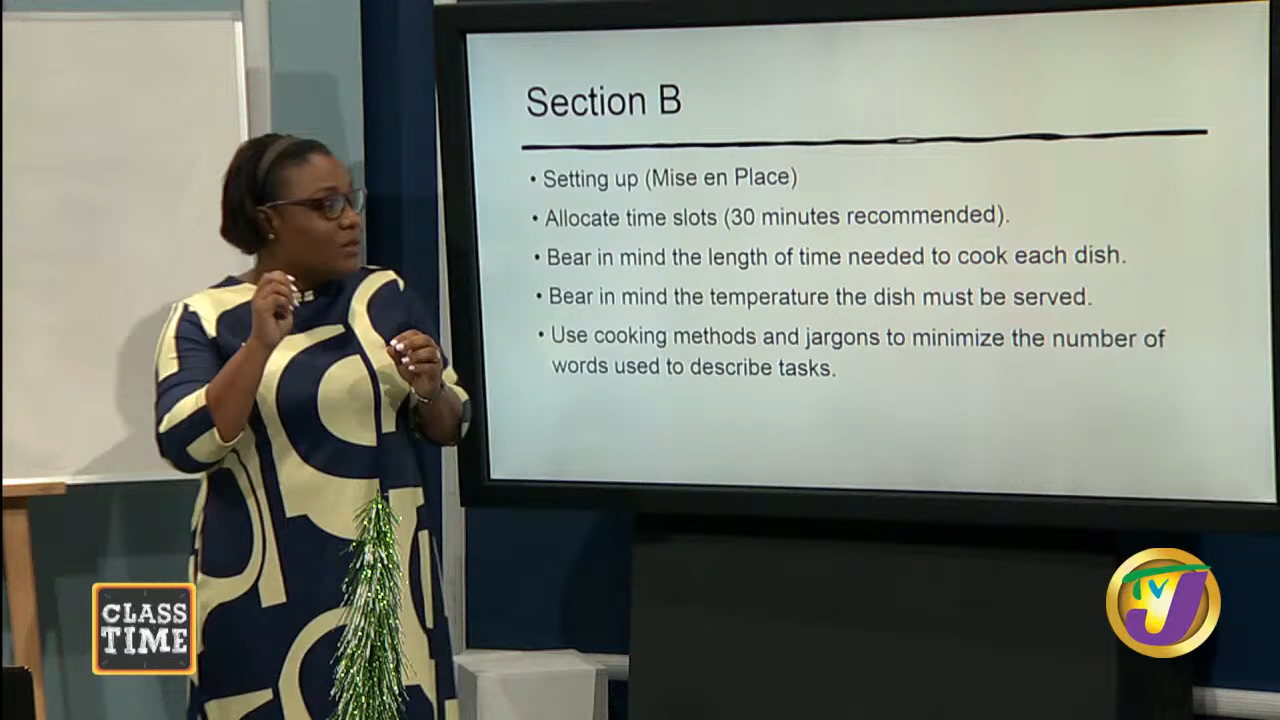 Section B
• Setting up (Mise en Place)
• Allocate time slots (30 minutes recommended).
• Bear in mind the length of time needed to cook each dish.
• Bear in mind the temperature the dish must be served.
• Use cooking methods and jargons to minimize the number of
words used to describe tasks.
CLASS
TIME
TVJ